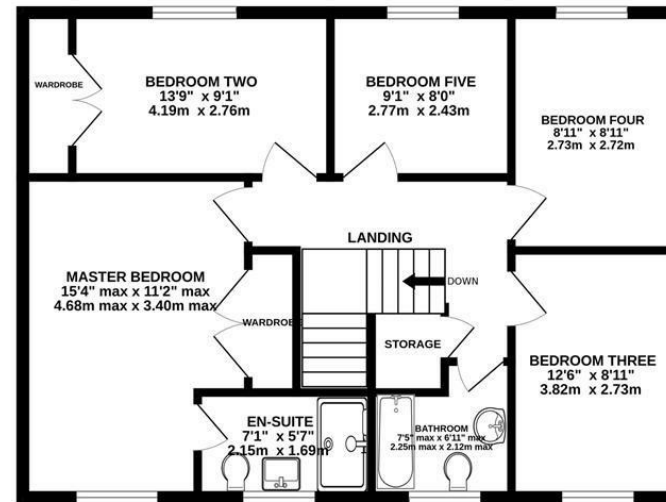 WARDROBE
BEDROOM TWO
13'9" x 9'1"
4.19m x 2.76m
BEDROOM FIVE
9'1" x 8'0"
2.77m x 2.43m
BEDROOM FOUR
8'11" x 8'11"
2.73m x 2.72m
LANDING
MASTER BEDROOM
15'4" max x 11'2" max
4.68m max x 3.40m max
WARDROBE
DOWN
STORAGE
BEDROOM THREE
12'6" x 8'11"
3.82m x 2.73m
EN-SUITE
7'1" x 5'7"
2.15m x 1.69m
BATHROOM
7'5" max x 6'11" max
2.25m max x 2.12m max